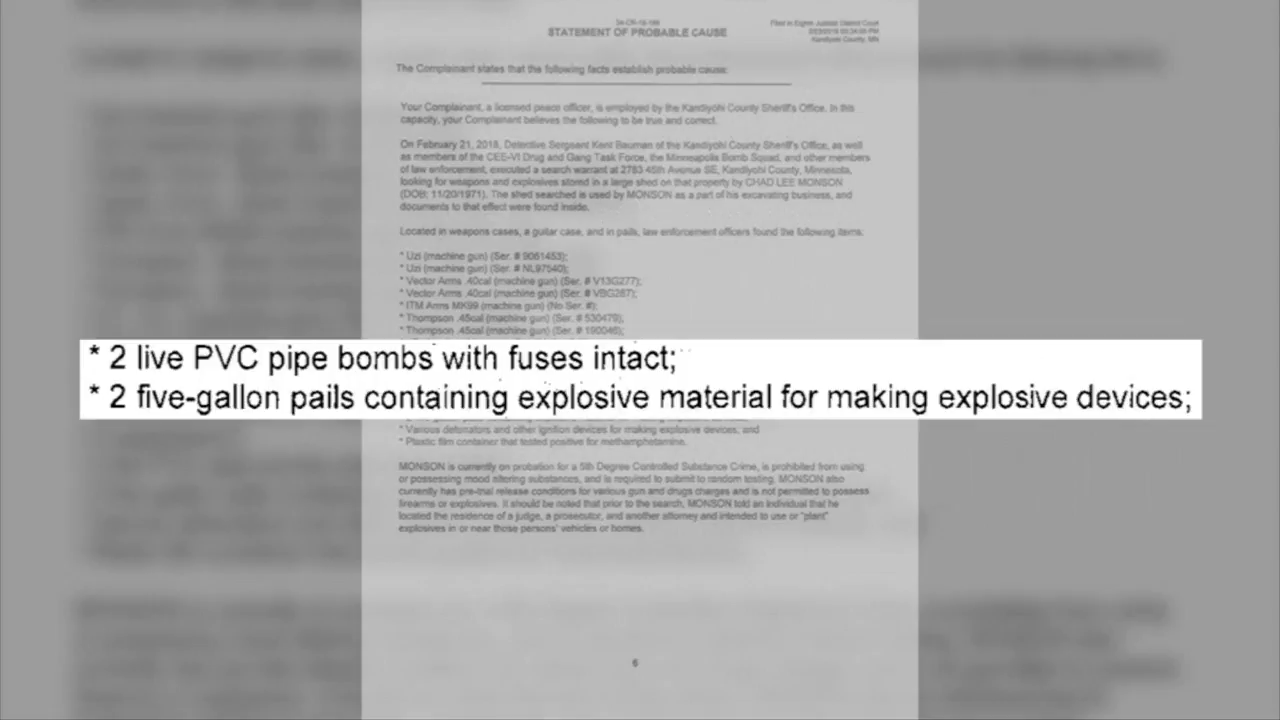 34-CR-18-169
STATEMENT OF PROBABLE CAUSE
Filed in Eighth Judicial District Court
PM
Kandiyohi County, MN
The Complainant states that the following facts establish probable cause:
Your Complainant, a licensed peace officer, is employed by the Kandiyohi County Sheriff's Office. In this
capacity, your Complainant believes the following to be true and correct.
On February 21, 2018, Detective Sergeant Kent Bauman of the Kandiyohi County Sheriff's Office, as well
as members of the CEE-VI Drug and Gang Task Force, the Minneapolis Bomb Squad, and other members
of law enforcement, executed a search warrant at 2763 45th Avenue SE, Kandiyohi County, Minnesota,
looking for weapons and explosives stored in a large shed on that property by CHAD LEE MONSON
(DOB: 11/20/1971). The shed searched is used by MONSON as a part of his excavating business, and
documents to that effect were found inside.
Located in weapons cases, a guitar case, and in pails, law enforcement officers found the following items:
* Uzi (machine gun) (Ser. # 9061453);
* Uzi (machine gun) (Ser. # NL97540);
* Vector Arms .40cal (machine gun) (Ser. # V13G277);
* Vector Arms .40cal (machine gun) (Ser. # VBG287);
* ITM Arms MK99 (machine gun) (No Ser. #);
* Thompson .45cal (machine gun) (Ser. # 530479);
* Thompson .45cal (machine gun) (Ser. # 190046);
* 2 live PVC pipe bombs with fuses intact;
* 2 five-gallon pails containing explosive material for making explosive devices;
* Various detonators and other ignition devices for making explosive devices; and
* Plastic film container that tested positive for methamphetamine.
MONSON is currently on probation for a 5th Degree Controlled Substance Crime, is prohibited from using
or possessing mood altering substances, and is required to submit to random testing. MONSON also
currently has pre-trial release conditions for various gun and drugs charges and is not permitted to possess
firearms or explosives. It should be noted that prior to the search, MONSON told an individual that he
located the residence of a judge, a prosecutor, and another attorney and intended to use or "plant"
explosives in or near those persons' vehicles or homes.
6